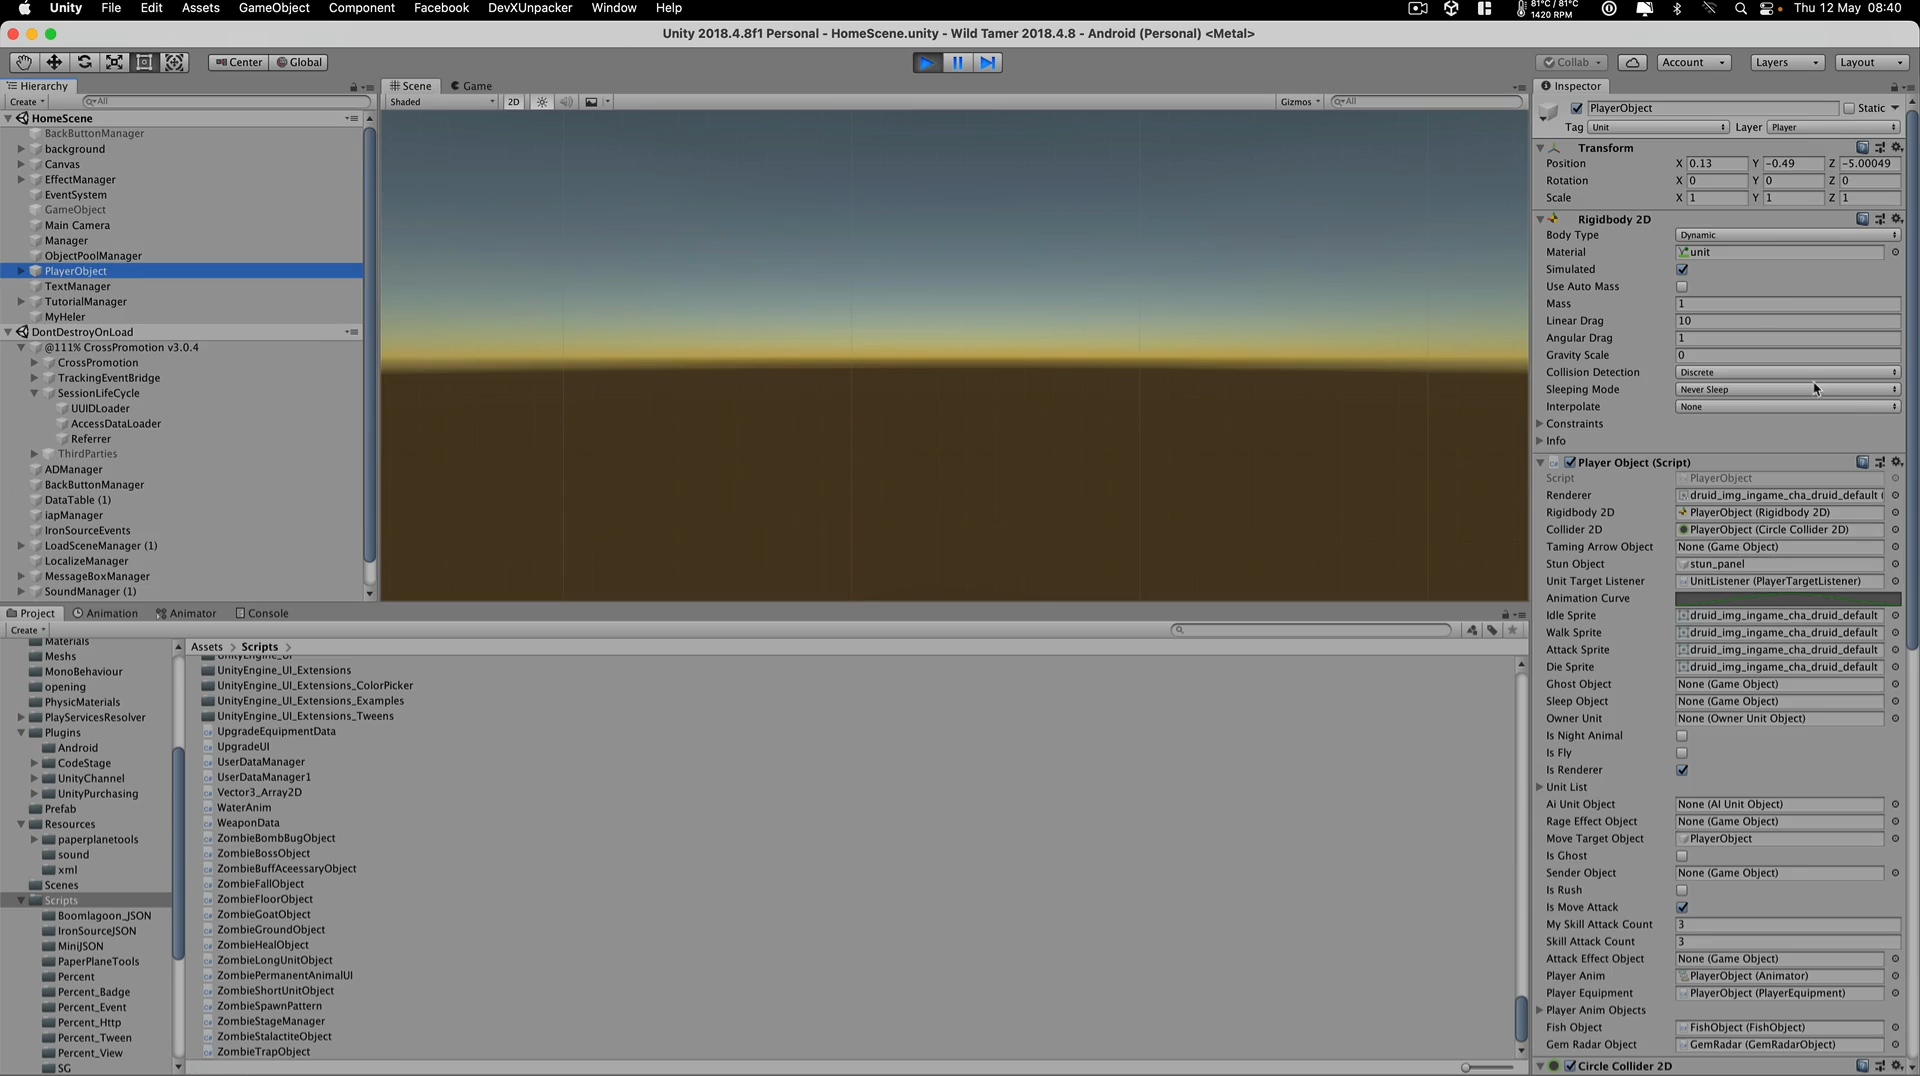 Unity File Edit Assets GameObject Component Facebook DevXUnpacker Window Help
81°C / 81°C
1420 RPM
Thu 12 May 08:40
Unity 2018.4.8f1 Personal - HomeScene.unity - Wild Tamer 2018.4.8 - Android (Personal) <Metal>
Center Global
Collab Account Layers Layout
Hierarchy
Create All
HomeScene
BackButtonManager
background
Canvas
EffectManager
EventSystem
GameObject
Main Camera
Manager
ObjectPoolManager
PlayerObject
TextManager
TutorialManager
MyHeler
DontDestroyOnLoad
@111% CrossPromotion v3.0.4
CrossPromotion
TrackingEventBridge
SessionLifeCycle
UUIDLoader
AccessDataLoader
Referrer
ThirdParties
ADManager
BackButtonManager
DataTable (1)
iapManager
IronSourceEvents
LoadSceneManager (1)
LocalizeManager
MessageBoxManager
SoundManager (1)
Scene Game
Shaded 2D Gizmos All
Project Animation Animator Console
Create
Materials
Meshs
MonoBehaviour
opening
PhysicMaterials
PlayServicesResolver
Plugins
Android
CodeStage
UnityChannel
UnityPurchasing
Prefab
Resources
paperplanetools
sound
xml
Scenes
Scripts
Boomlagoon_JSON
IronSourceJSON
MiniJSON
PaperPlaneTools
Percent
Percent_Badge
Percent_Event
Percent_Http
Percent_Tween
Percent_View
SG
Assets > Scripts >
UnityEngine_UI
UnityEngine_UI_Extensions
UnityEngine_UI_Extensions_ColorPicker
UnityEngine_UI_Extensions_Examples
UnityEngine_UI_Extensions_Tweens
UpgradeEquipmentData
UpgradeUI
UserDataManager
UserDataManager1
Vector3_Array2D
WaterAnim
WeaponData
ZombieBombBugObject
ZombieBossObject
ZombieBuffAceessaryObject
ZombieFallObject
ZombieFloorObject
ZombieGoatObject
ZombieGroundObject
ZombieHealObject
ZombieLongUnitObject
ZombiePermanentAnimalUI
ZombieShortUnitObject
ZombieSpawnPattern
ZombieStageManager
ZombieStalactiteObject
ZombieTrapObject
Inspector
PlayerObject Static
Tag Unit Layer Player
Transform
Position X 0.13 Y -0.49 Z -5.00049
Rotation X 0 Y 0 Z 0
Scale X 1 Y 1 Z 1
Rigidbody 2D
Body Type Dynamic
Material unit
Simulated
Use Auto Mass
Mass 1
Linear Drag 10
Angular Drag 1
Gravity Scale 0
Collision Detection Discrete
Sleeping Mode Never Sleep
Interpolate None
Constraints
Info
Player Object (Script)
Script PlayerObject
Renderer druid_img_ingame_cha_druid_default (
Rigidbody 2D PlayerObject (Rigidbody 2D)
Collider 2D PlayerObject (Circle Collider 2D)
Taming Arrow Object None (Game Object)
Stun Object stun_panel
Unit Target Listener UnitListener (PlayerTargetListener)
Animation Curve
Idle Sprite druid_img_ingame_cha_druid_default
Walk Sprite druid_img_ingame_cha_druid_default
Attack Sprite druid_img_ingame_cha_druid_default
Die Sprite druid_img_ingame_cha_druid_default
Ghost Object None (Game Object)
Sleep Object None (Game Object)
Owner Unit None (Owner Unit Object)
Is Night Animal
Is Fly
Is Renderer
Unit List
Ai Unit Object None (AI Unit Object)
Rage Effect Object None (Game Object)
Move Target Object PlayerObject
Is Ghost
Sender Object None (Game Object)
Is Rush
Is Move Attack
My Skill Attack Count 3
Skill Attack Count 3
Attack Effect Object None (Game Object)
Player Anim PlayerObject (Animator)
Player Equipment PlayerObject (PlayerEquipment)
Player Anim Objects
Fish Object FishObject (FishObject)
Gem Radar Object GemRadar (GemRadarObject)
Circle Collider 2D